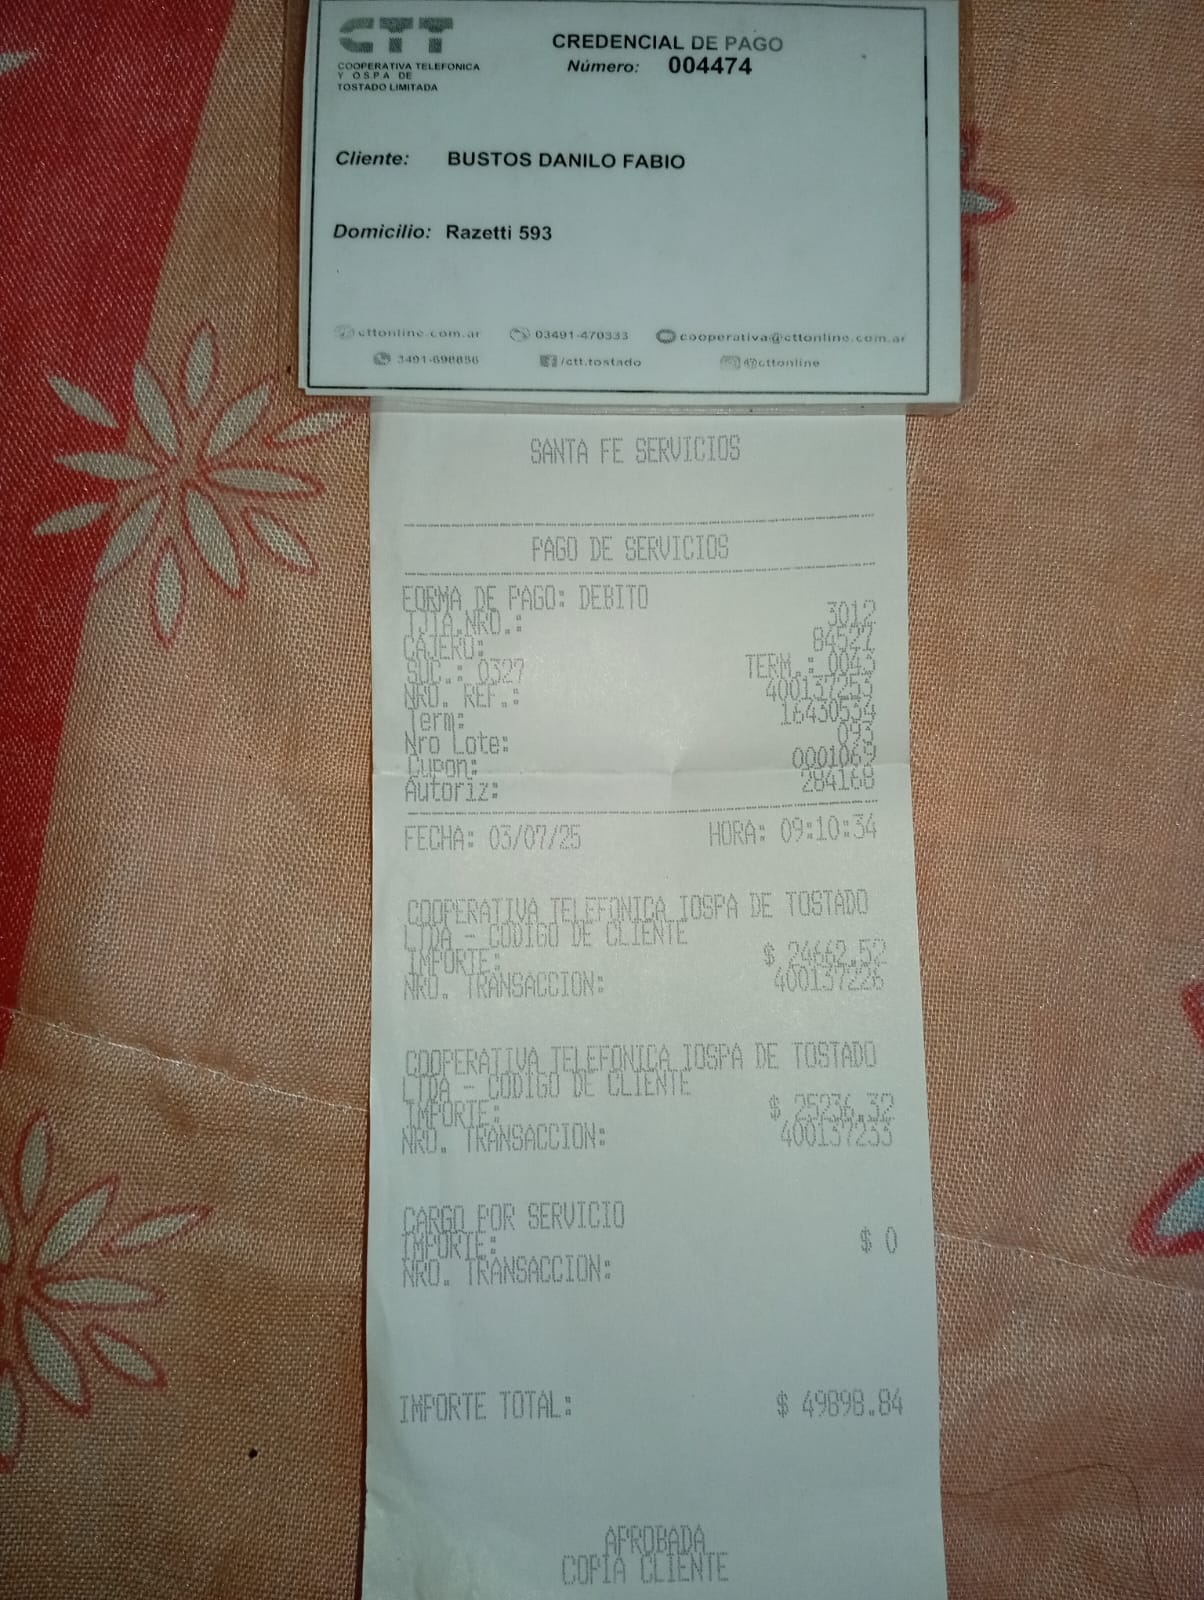 CTT
COOPERATIVA TELEFONICA
Y O.S.P.A DE
TOSTADO LIMITADA
CREDENCIAL DE PAGO
Número: 004474
Cliente: BUSTOS DANILO FABIO
Domicilio: Razetti 593
cttonline.com.ar 03491-470333 cooperativa@cttonline.com.ar
/ctt.tostado @cttonline
SANTA FE SERVICIOS
PAGO DE SERVICIOS
FORMA DE PAGO: DEBITO
TJTA.NRO.: 3012
CAJERO: 84527
SUC.: 0327 TERM.: 0043
NRO. REF.: 400137253
Term: 16430534
Nro Lote: 093
Cupon: 0001069
Autoriz: 284168
FECHA: 03/07/25 HORA: 09:10:34
COOPERATIVA TELEFONICA IOSPA DE TOSTADO
LTDA - CODIGO DE CLIENTE
IMPORTE: $ 24662.52
NRO. TRANSACCION: 400137226
COOPERATIVA TELEFONICA IOSPA DE TOSTADO
LTDA - CODIGO DE CLIENTE
IMPORTE: $ 25236.32
NRO. TRANSACCION: 400137233
CARGO POR SERVICIO
IMPORTE: $ 0
NRO. TRANSACCION:
IMPORTE TOTAL: $ 49898.84
APROBADA
COPIA CLIENTE